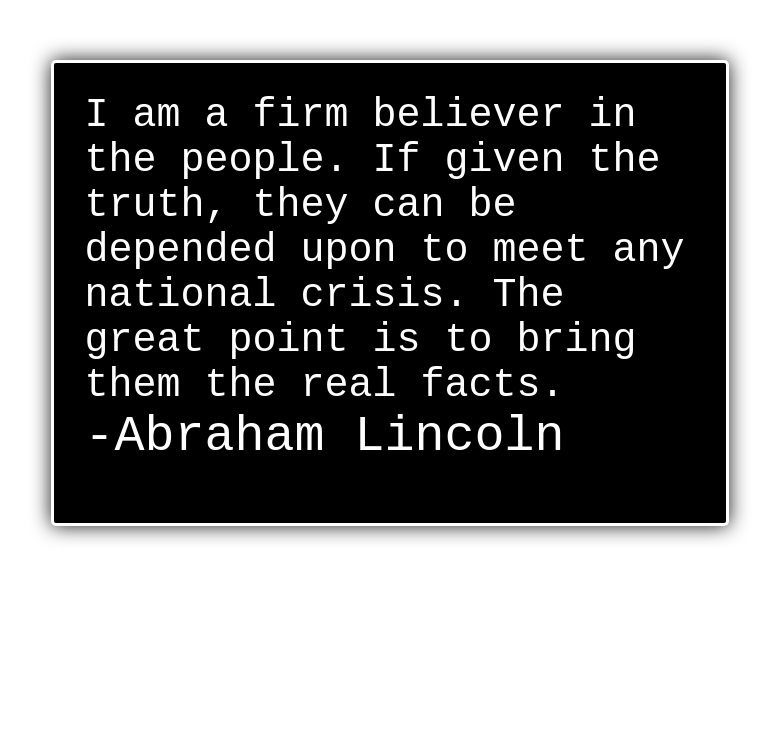 I am a firm believer in
the people. If given the
truth, they can be
depended upon to meet any
national crisis. The
great point is to bring
them the real facts.
-Abraham Lincoln